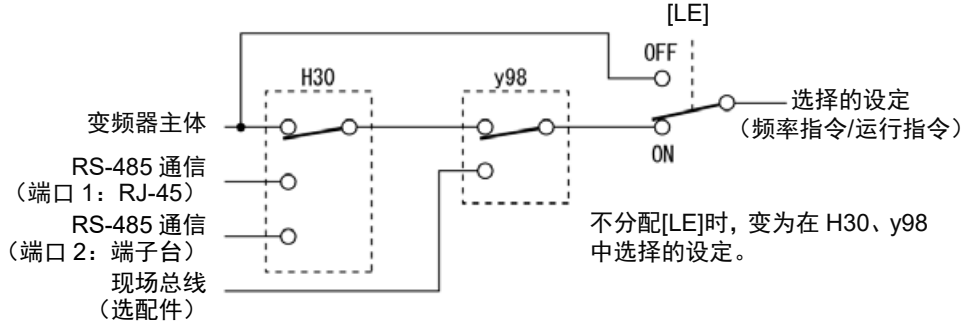 [LE]
OFF
H30
y98
变频器主体
选择的设定
（频率指令/运行指令）
ON
RS-485 通信
（端口 1：RJ-45）
RS-485 通信
（端口 2：端子台）
不分配[LE]时，变为在 H30、y98
中选择的设定。
现场总线
（选配件）